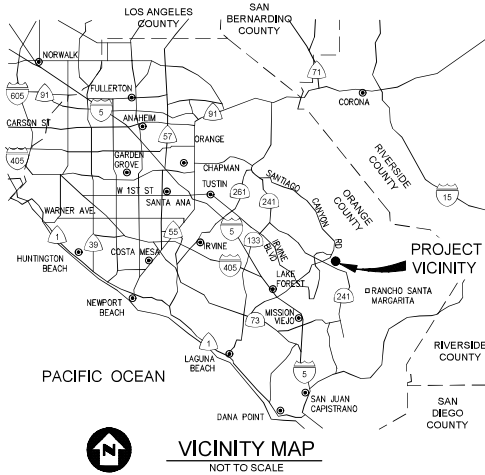 LOS ANGELES
COUNTY
SAN
BERNARDINO
COUNTY
NORWALK
71
605
91
FULLERTON
5
CORONA
CARSON ST
ANAHEIM
91
57
ORANGE
405
GARDEN
GROVE
CHAPMAN
RIVERSIDE
COUNTY
ORANGE
COUNTY
15
W 1ST ST
TUSTIN
SANTIAGO
CANYON
RD
SANTA ANA
261
241
WARNER AVE.
1
39
55
5
133
IRVINE
BLVD
COSTA MESA
IRVINE
405
HUNTINGTON
BEACH
LAKE
FOREST
PROJECT
VICINITY
241
RANCHO SANTA
MARGARITA
NEWPORT
BEACH
73
MISSION
VIEJO
1
LAGUNA
BEACH
RIVERSIDE
COUNTY
5
PACIFIC OCEAN
SAN JUAN
CAPISTRANO
DANA POINT
SAN
DIEGO
COUNTY
N
VICINITY MAP
NOT TO SCALE